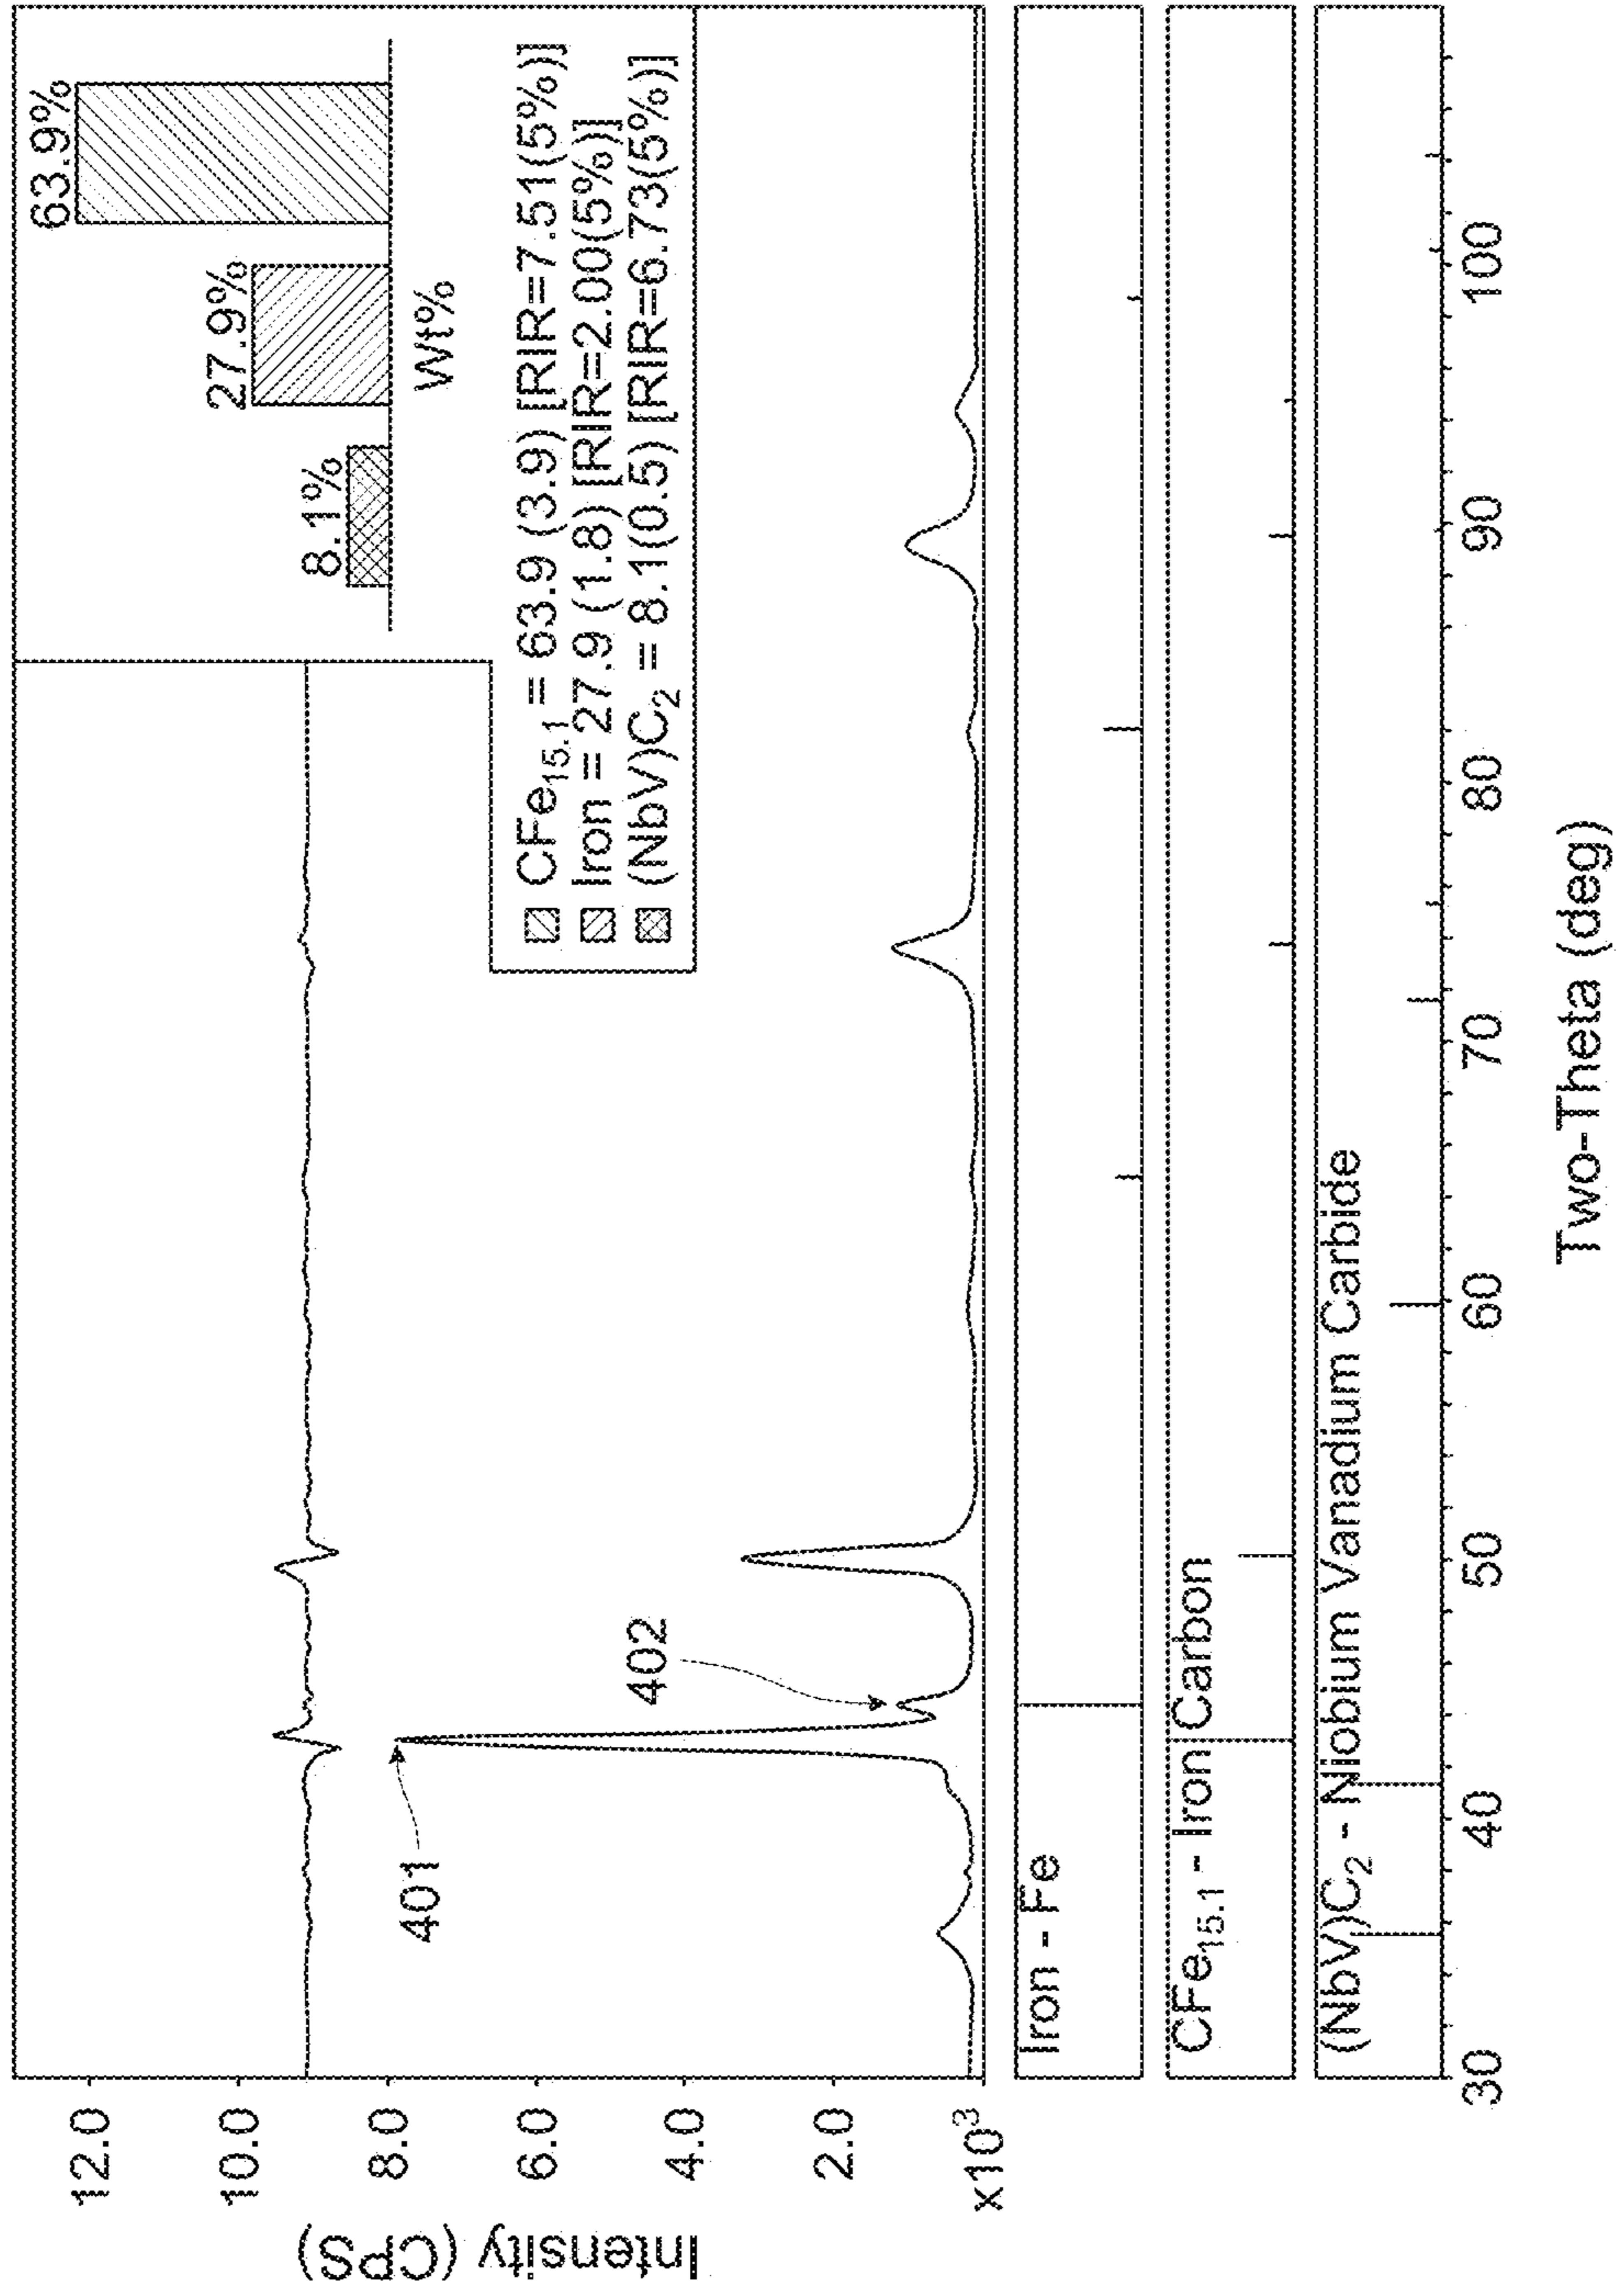 Intensity (CPS)
12.0
10.0
8.0
6.0
4.0
2.0
x10³
401
402
63.9%
27.9%
8.1%
Wt%
CFe₁₅.₁ = 63.9 (3.9) [RIR=7.51(5%)]
Iron = 27.9 (1.8) [RIR=2.00(5%)]
(NbV)C₂ = 8.1(0.5) [RIR=6.73(5%)]
Iron - Fe
CFe₁₅.₁ - Iron Carbon
(NbV)C₂ - Niobium Vanadium Carbide
30 40 50 60 70 80 90 100
Two-Theta (deg)